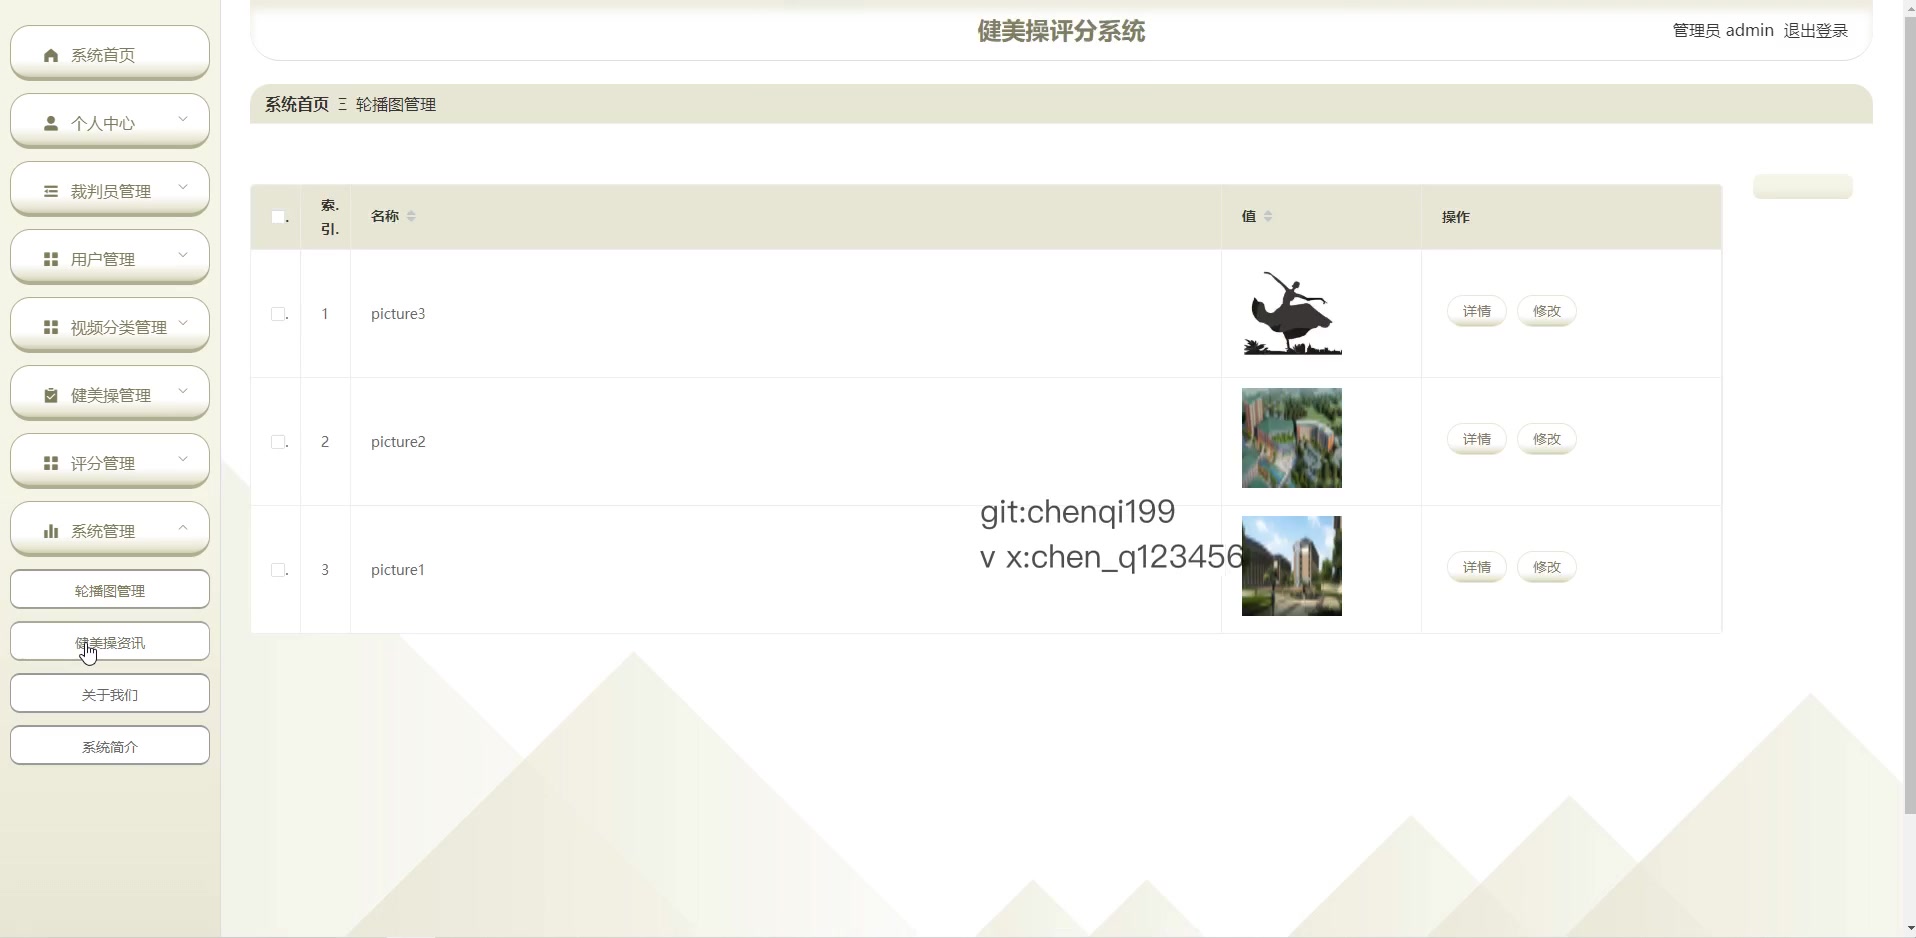 健美操评分系统
管理员 admin 退出登录
系统首页
个人中心
裁判员管理
用户管理
视频分类管理
健美操管理
评分管理
系统管理
轮播图管理
健美操资讯
关于我们
系统简介
系统首页 Ξ 轮播图管理
索. 引. 名称 值 操作
1 picture3 详情 修改
2 picture2 详情 修改
3 picture1 详情 修改
git:chenqi199
v x:chen_q123456